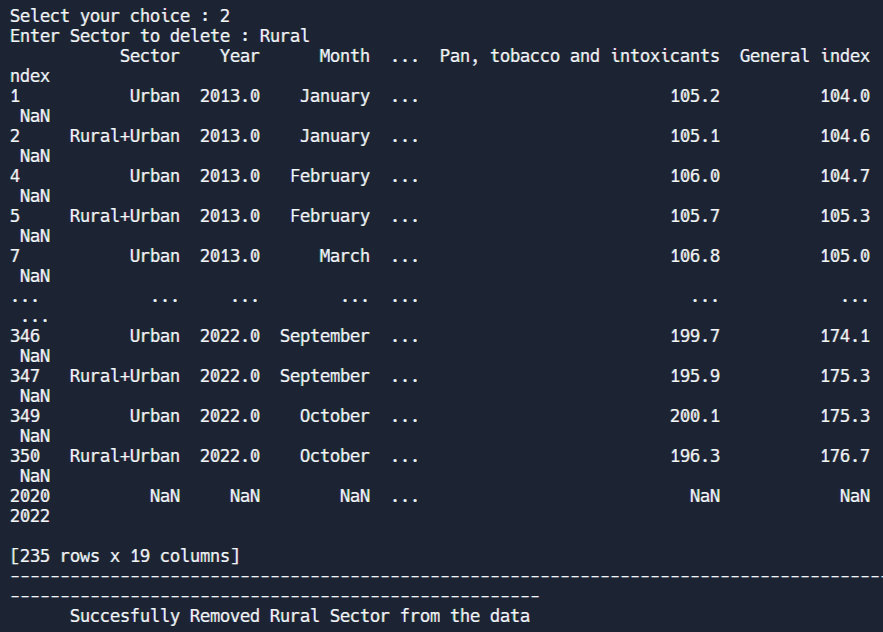 Select your choice : 2
Enter Sector to delete : Rural
Sector Year Month ... Pan, tobacco and intoxicants General index
ndex
1 Urban 2013.0 January ... 105.2 104.0
NaN
2 Rural+Urban 2013.0 January ... 105.1 104.6
NaN
4 Urban 2013.0 February ... 106.0 104.7
NaN
5 Rural+Urban 2013.0 February ... 105.7 105.3
NaN
7 Urban 2013.0 March ... 106.8 105.0
NaN
... ... ... ... ... ... ...
...
346 Urban 2022.0 September ... 199.7 174.1
NaN
347 Rural+Urban 2022.0 September ... 195.9 175.3
NaN
349 Urban 2022.0 October ... 200.1 175.3
NaN
350 Rural+Urban 2022.0 October ... 196.3 176.7
NaN
2020 NaN NaN NaN ... NaN NaN
2022
[235 rows x 19 columns]
----------------------------------------------------------------------------------------
-----------------------------------------------------
Succesfully Removed Rural Sector from the data